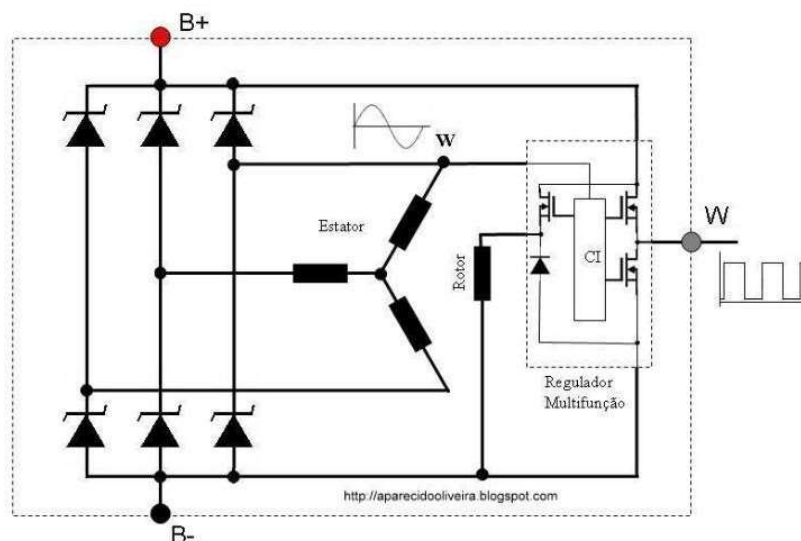 B+
W
Estator
Rotor
CI
W
Regulador
Multifunção
http://aparecidooliveira.blogspot.com
B-